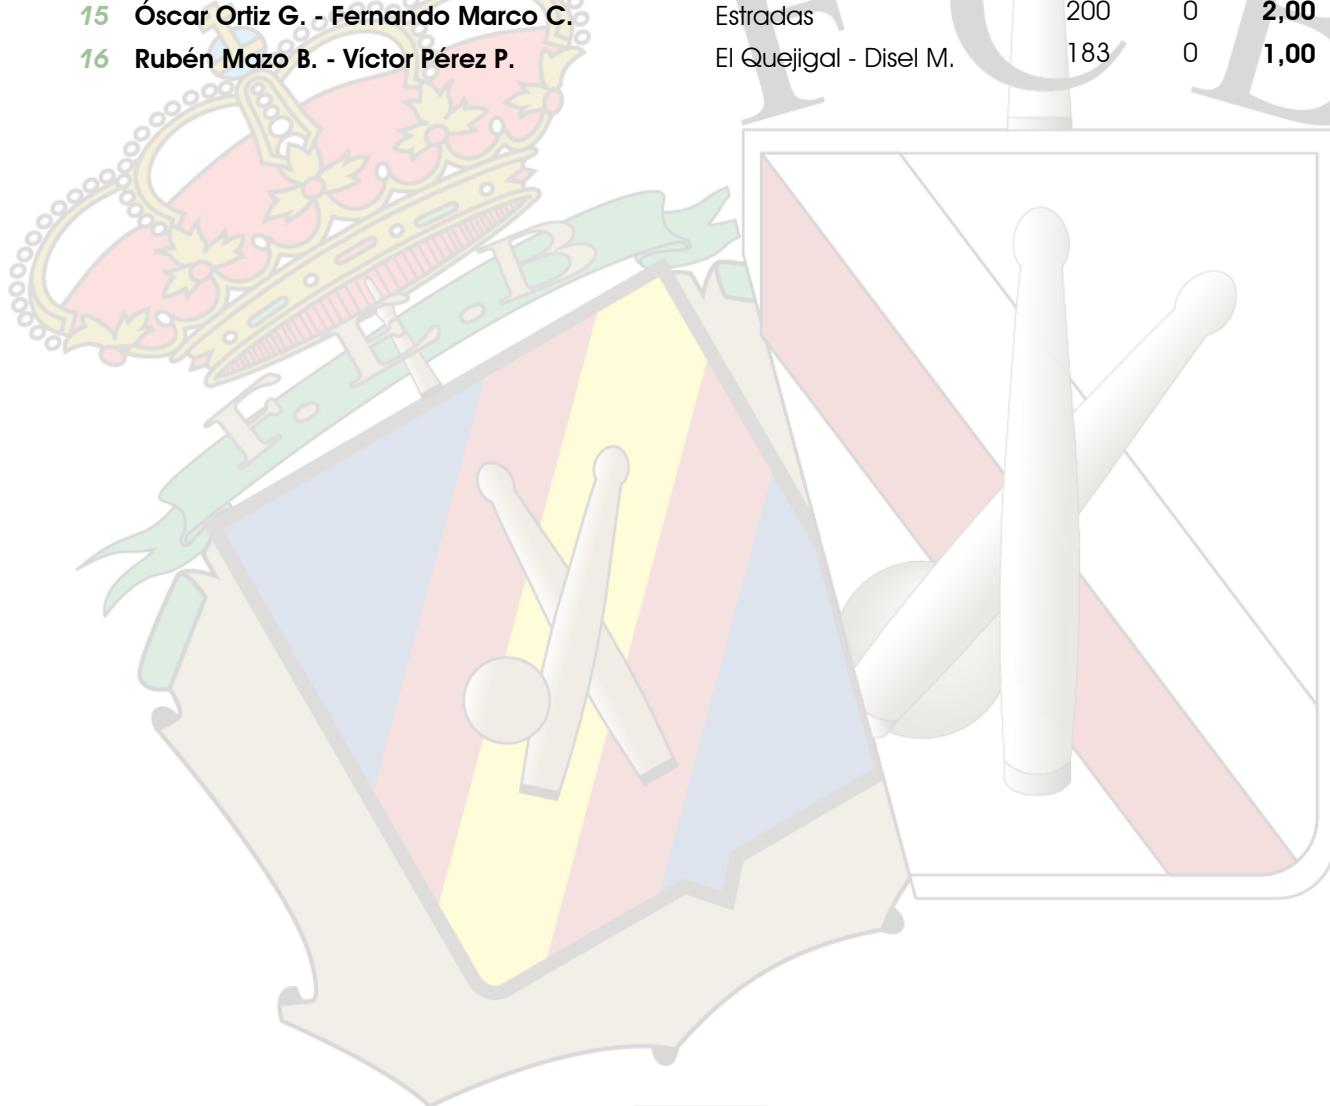 15 Óscar Ortiz G. - Fernando Marco C. Estradas 200 0 2,00
16 Rubén Mazo B. - Víctor Pérez P. El Quejigal - Disel M. 183 0 1,00
F C B
F. E. B